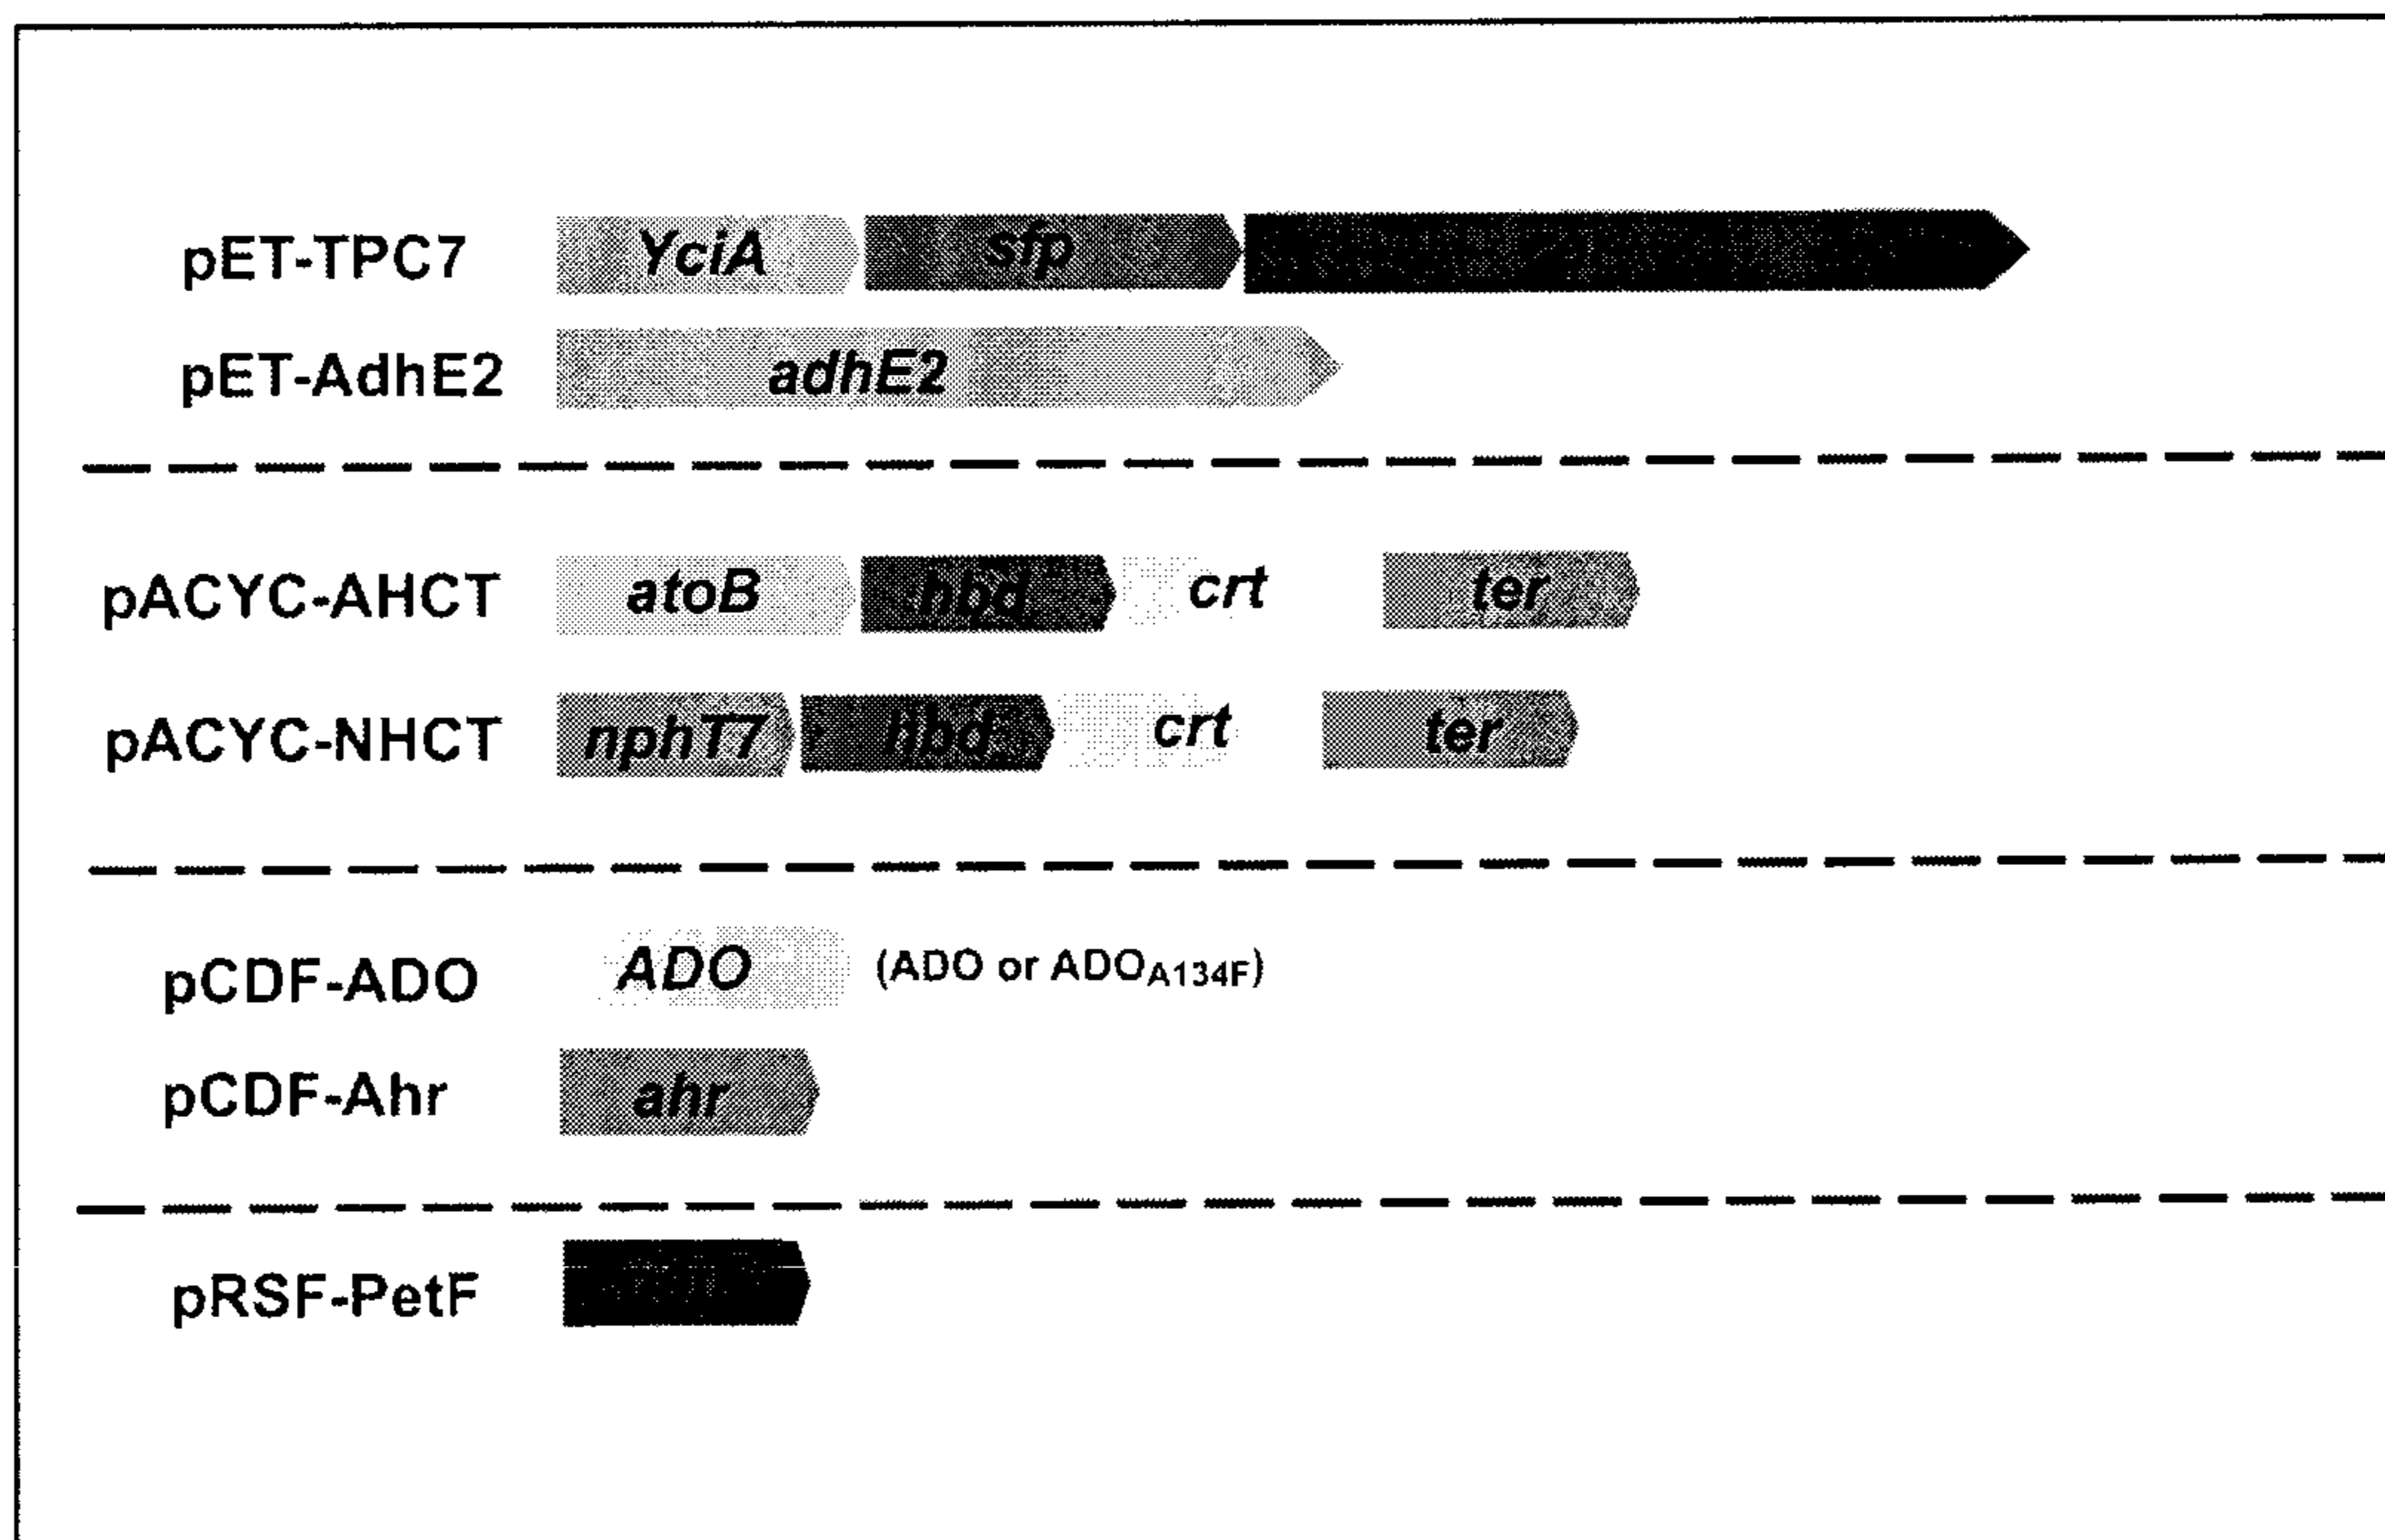 pET-TPC7 YciA sfp
pET-AdhE2 adhE2
pACYC-AHCT atoB hbd crt ter
pACYC-NHCT nphT7 hbd crt ter
pCDF-ADO ADO (ADO or ADOA134F)
pCDF-Ahr ahr
pRSF-PetF